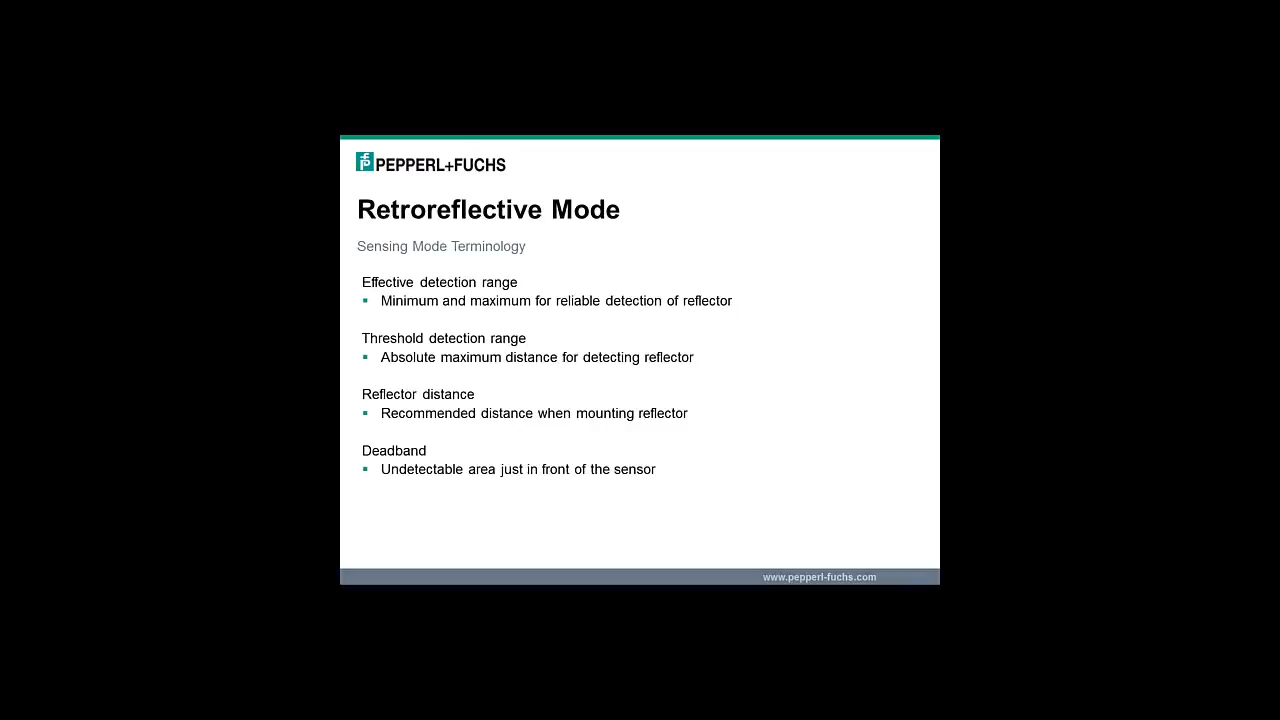 PEPPERL+FUCHS
Retroreflective Mode
Sensing Mode Terminology
Effective detection range
▪ Minimum and maximum for reliable detection of reflector
Threshold detection range
▪ Absolute maximum distance for detecting reflector
Reflector distance
▪ Recommended distance when mounting reflector
Deadband
▪ Undetectable area just in front of the sensor
www.pepperl-fuchs.com